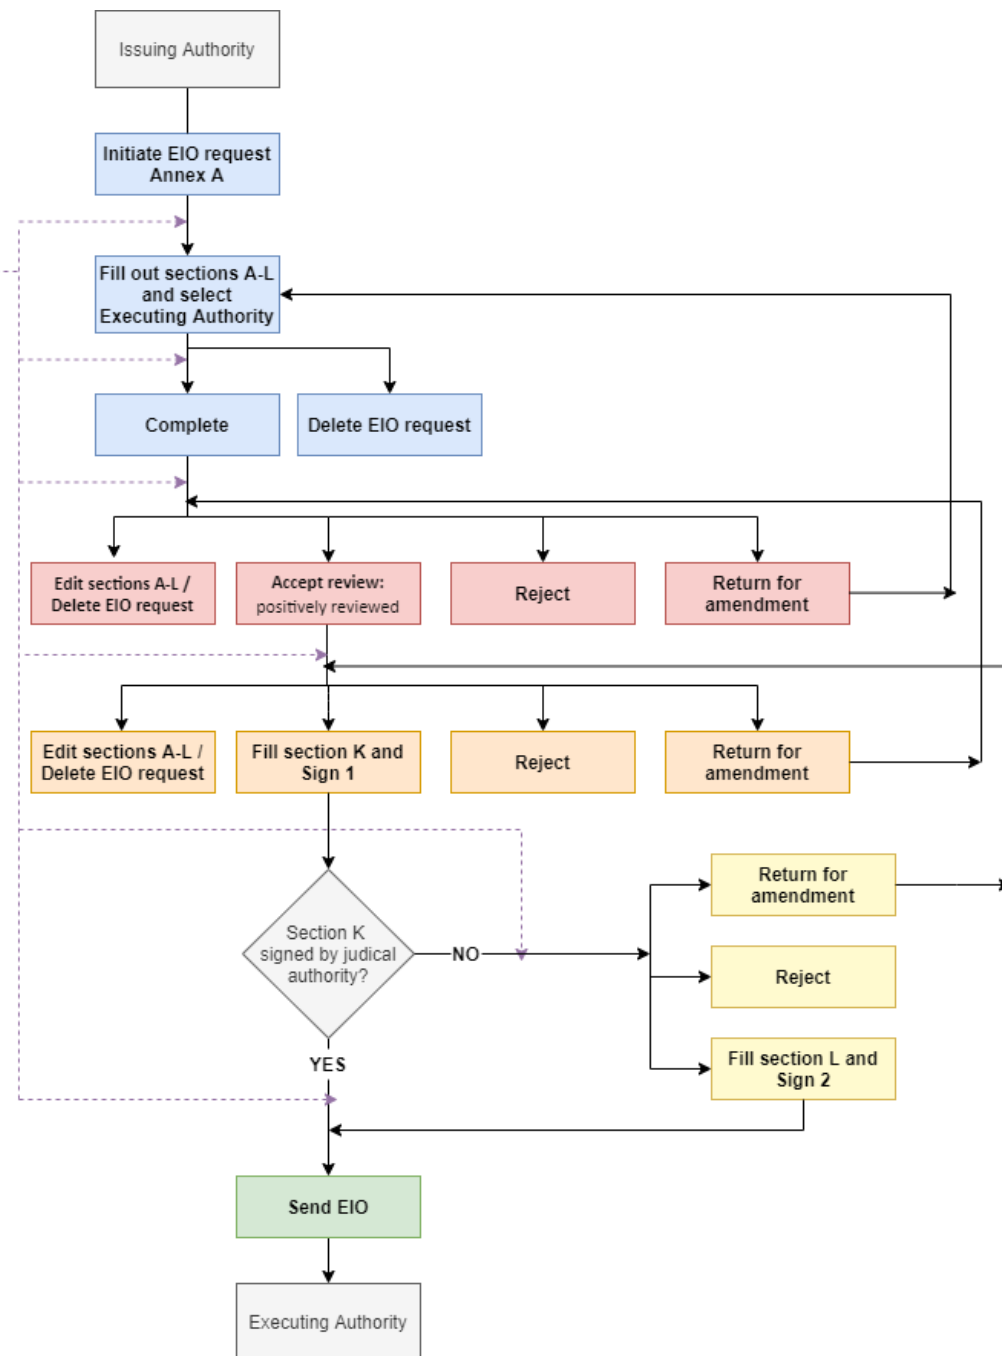 Issuing Authority
Initiate EIO request
Annex A
Fill out sections A-L
and select
Executing Authority
Complete
Delete EIO request
Edit sections A-L /
Delete EIO request
Accept review:
positively reviewed
Reject
Return for
amendment
Edit sections A-L /
Delete EIO request
Fill section K and
Sign 1
Reject
Return for
amendment
Return for
amendment
Section K
signed by judical
authority?
NO
Reject
YES
Fill section L and
Sign 2
Send EIO
Executing Authority